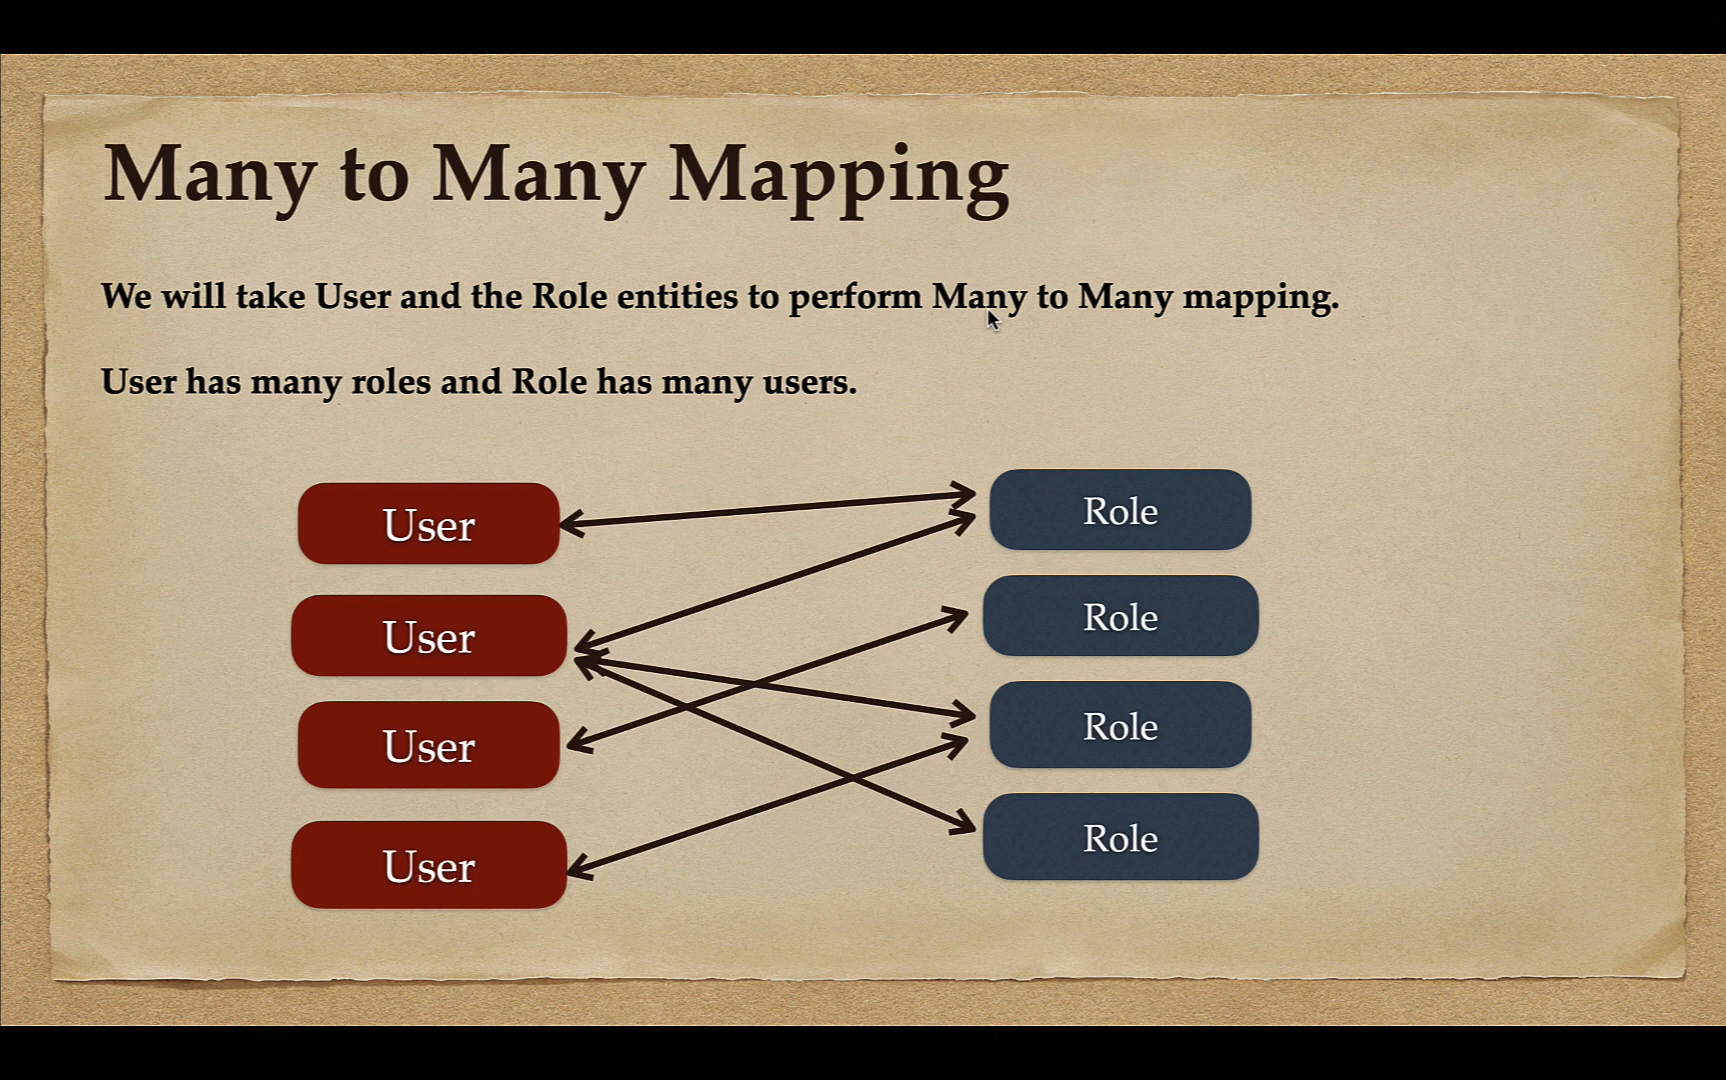 Many to Many Mapping
We will take User and the Role entities to perform Many to Many mapping.
User has many roles and Role has many users.
User
Role
User
Role
User
Role
User
Role